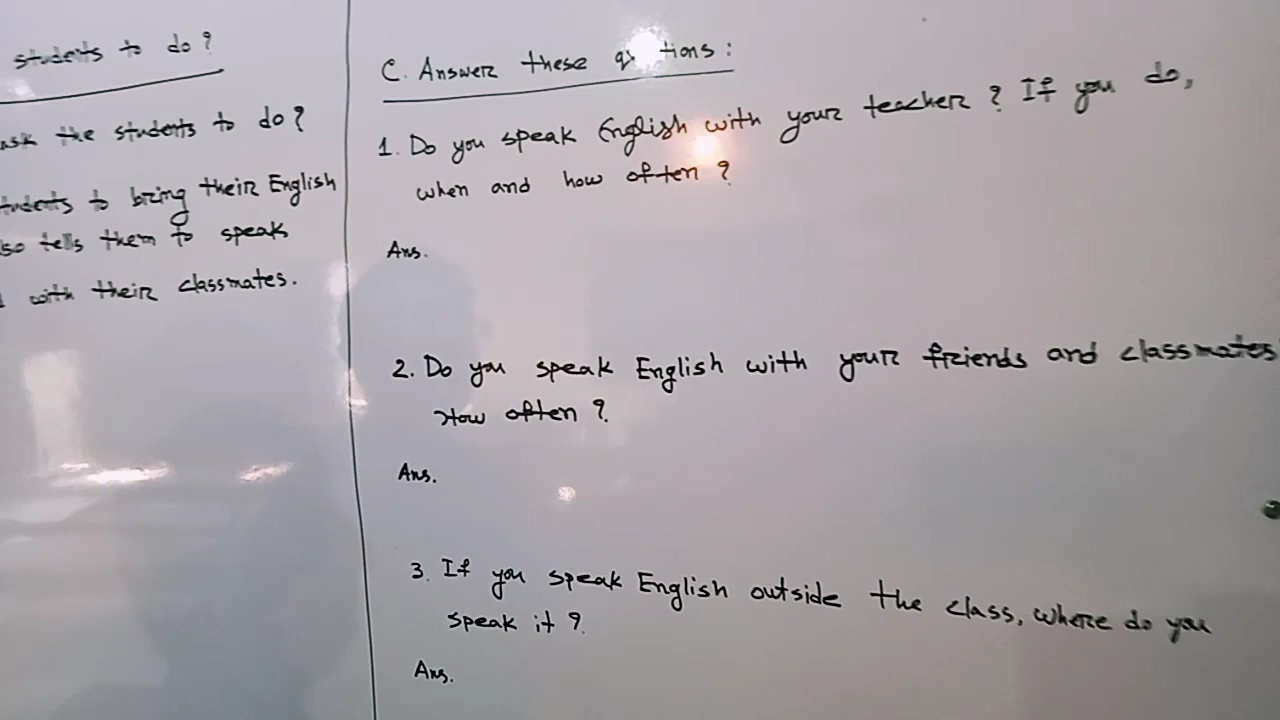 students to do?
ask the students to do?
students to bring their English
also tells them to speak
with their classmates.
C. Answer these questions:
1. Do you speak English with your teacher? If you do,
when and how often?
Ans.
2. Do you speak English with your friends and classmates
How often?
Ans.
3. If you speak English outside the class, where do you
speak it?
Ans.